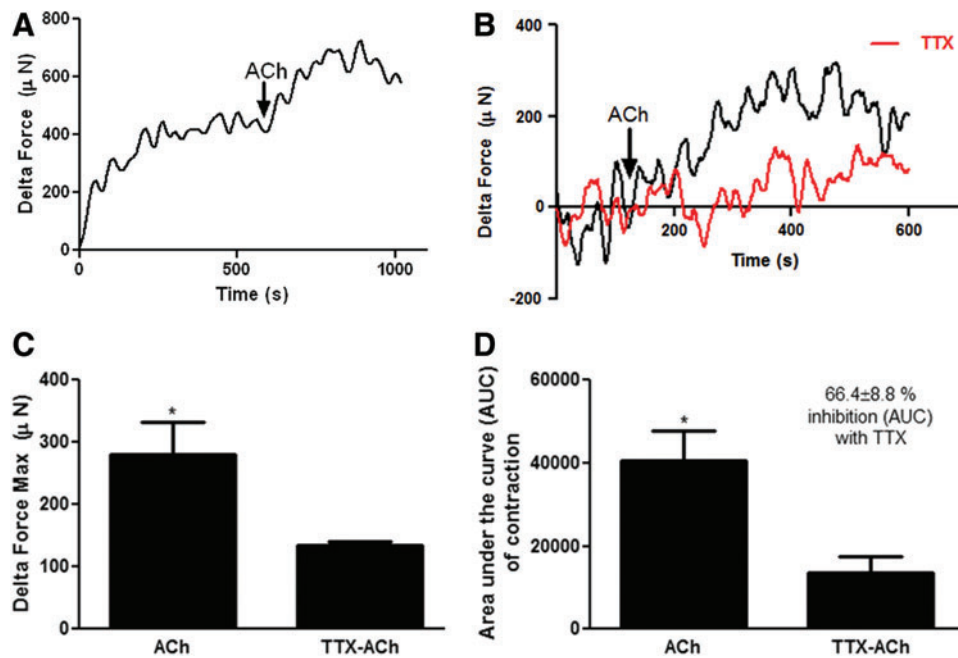 A
Delta Force (μ N)
800
600
400
200
0
ACh
0
500
1000
Time (s)
B
Delta Force (μ N)
400
200
0
-200
ACh
TTX
200
400
600
Time (s)
C
Delta Force Max (μ N)
400
300
200
100
0
*
ACh
TTX-ACh
D
Area under the curve (AUC)
of contraction
60000
40000
20000
0
*
66.4±8.8 %
inhibition (AUC)
with TTX
ACh
TTX-ACh